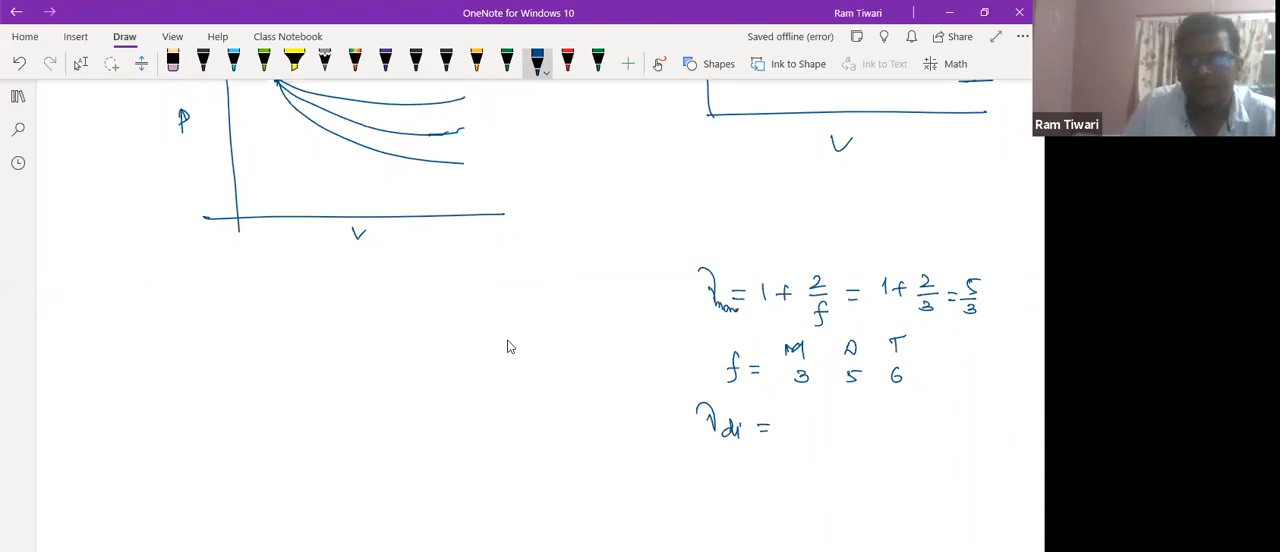 OneNote for Windows 10
Ram Tiwari
Home Insert Draw View Help Class Notebook
Saved offline (error)
Share
Shapes
Ink to Shape
Ink to Text
Math
Ram Tiwari
P
V
V
γmono = 1 + 2/f = 1 + 2/3 = 5/3
M D T
f = 3 5 6
γdi =